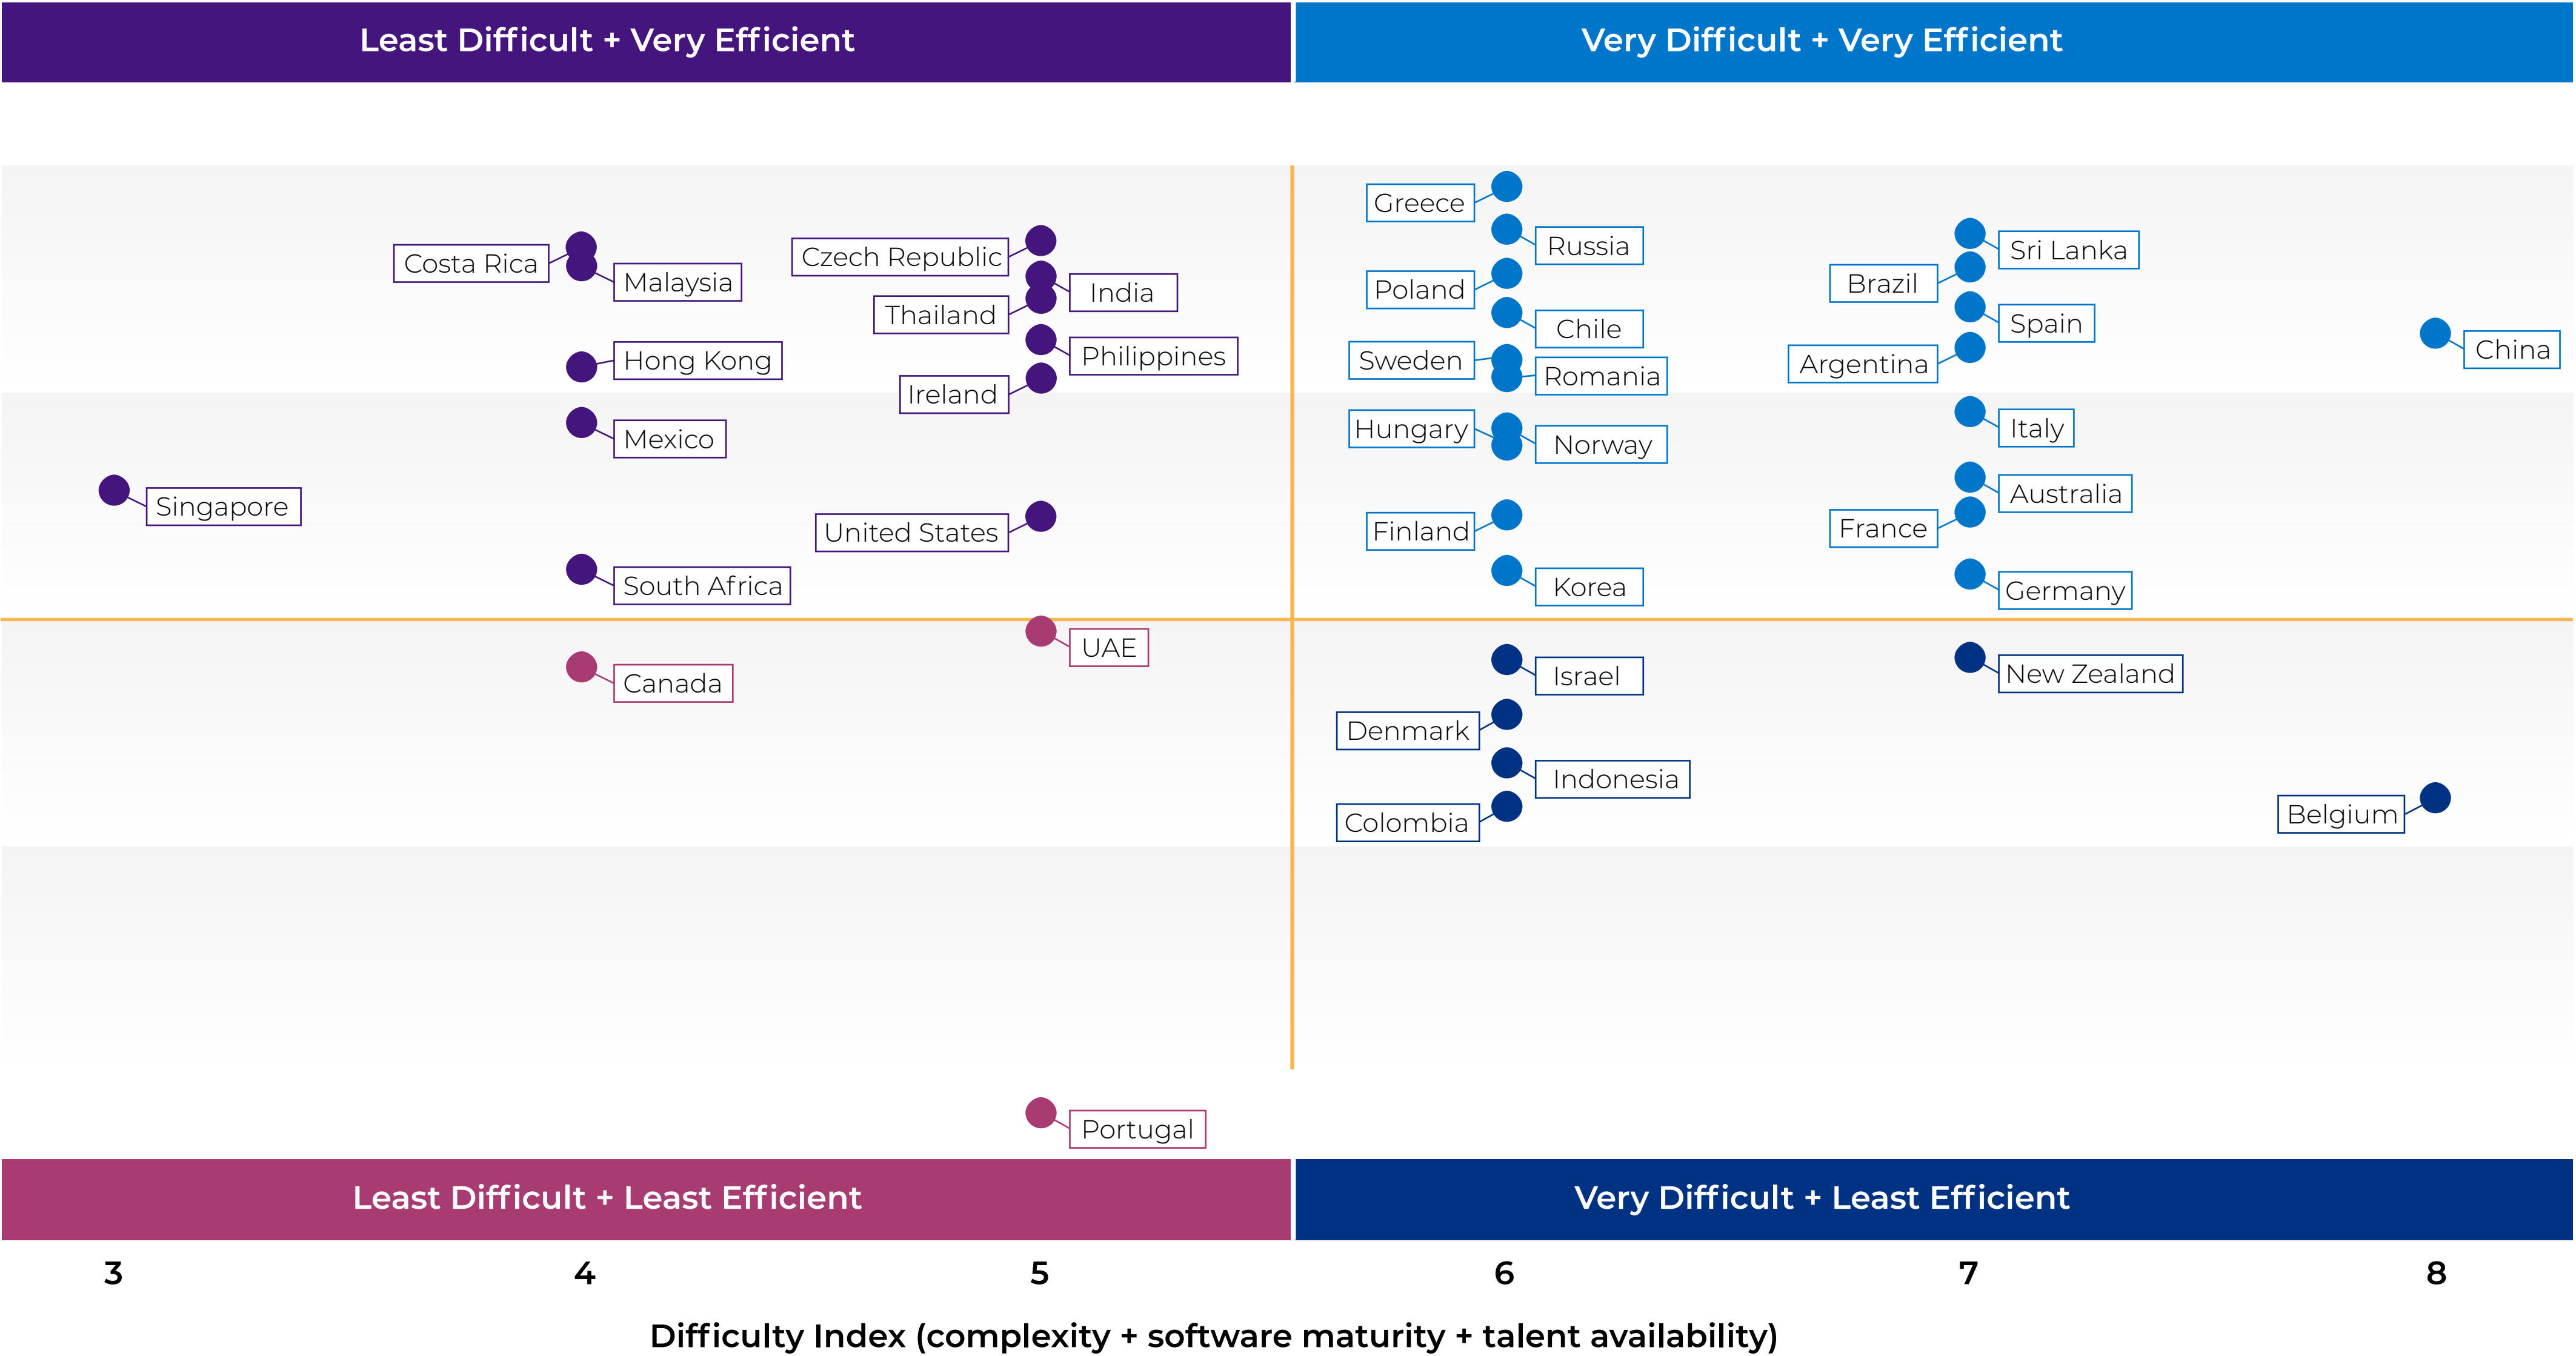 Least Difficult + Very Efficient
Very Difficult + Very Efficient
Greece
Russia
Sri Lanka
Costa Rica
Czech Republic
Malaysia
India
Poland
Brazil
Thailand
Chile
Spain
Hong Kong
Philippines
Sweden
Romania
Argentina
China
Ireland
Mexico
Hungary
Norway
Italy
Singapore
United States
Finland
Australia
France
South Africa
Korea
Germany
UAE
Canada
Israel
New Zealand
Denmark
Indonesia
Colombia
Belgium
Portugal
Least Difficult + Least Efficient
Very Difficult + Least Efficient
3 4 5 6 7 8
Difficulty Index (complexity + software maturity + talent availability)